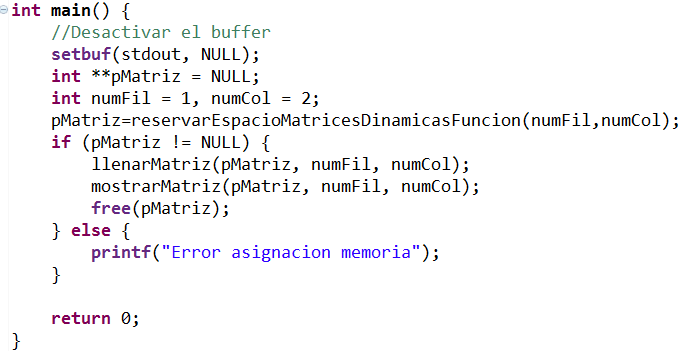 int main() {
    //Desactivar el buffer
    setbuf(stdout, NULL);
    int **pMatriz = NULL;
    int numFil = 1, numCol = 2;
    pMatriz=reservarEspacioMatricesDinamicasFuncion(numFil,numCol);
    if (pMatriz != NULL) {
        llenarMatriz(pMatriz, numFil, numCol);
        mostrarMatriz(pMatriz, numFil, numCol);
        free(pMatriz);
    } else {
        printf("Error asignacion memoria");
    }

    return 0;
}